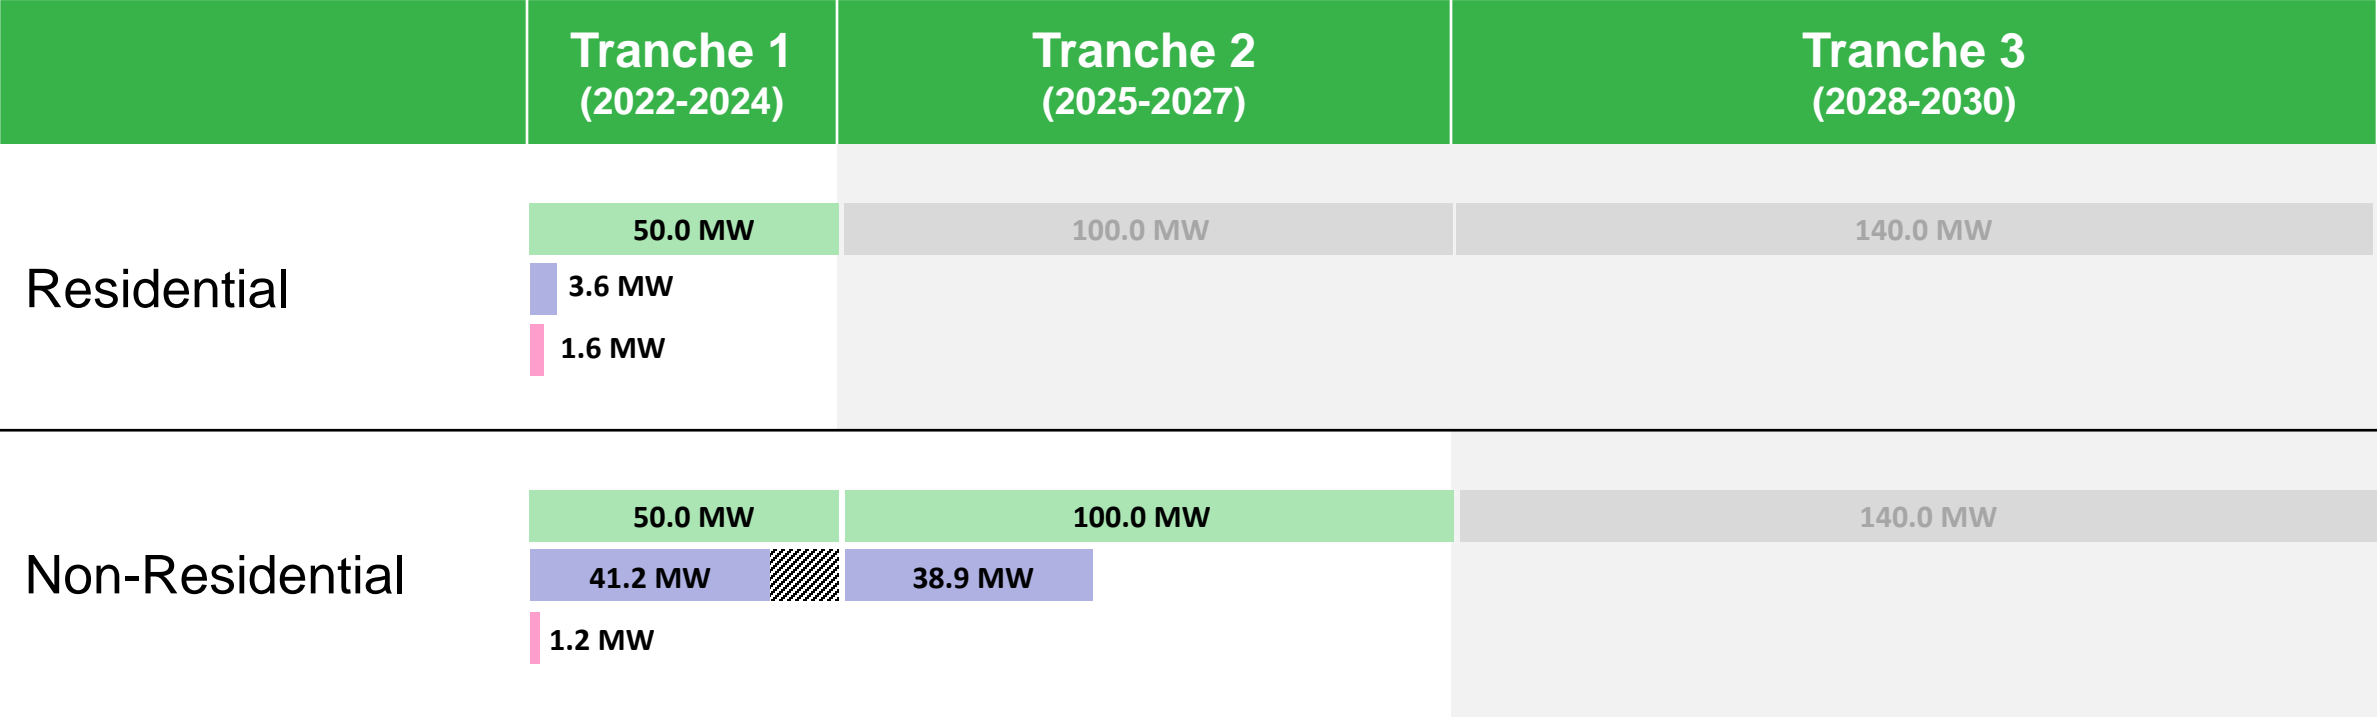 Tranche 1
(2022-2024)
Tranche 2
(2025-2027)
Tranche 3
(2028-2030)
Residential
50.0 MW
100.0 MW
140.0 MW
3.6 MW
1.6 MW
Non-Residential
50.0 MW
100.0 MW
140.0 MW
41.2 MW
38.9 MW
1.2 MW